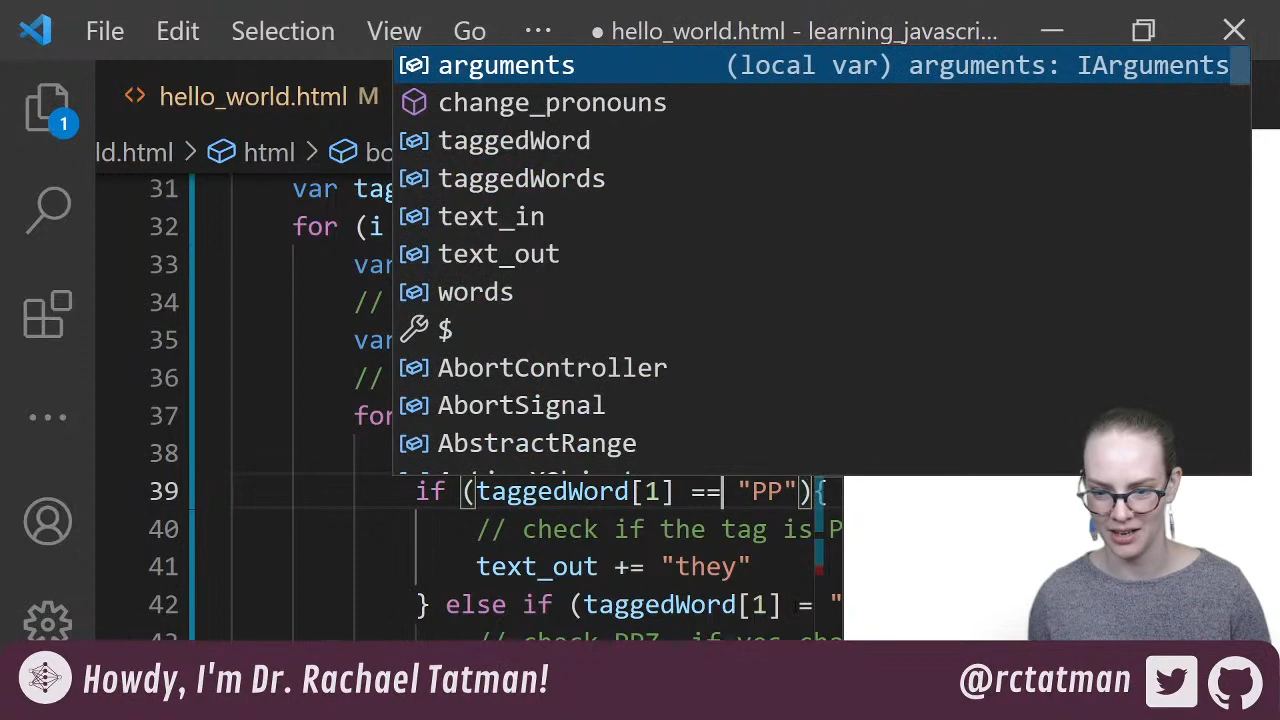 File Edit Selection View Go ··· ● hello_world.html - learning_javascri...
hello_world.html M
ld.html > html > bo
arguments (local var) arguments: IArguments
change_pronouns
taggedWord
taggedWords
text_in
text_out
words
$
AbortController
AbortSignal
AbstractRange
1
31 var tag
32 for (i
33 var
34 //
35 var
36 //
37 for
38
39 if (taggedWord[1] == "PP"){
40 // check if the tag is P
41 text_out += "they"
42 } else if (taggedWord[1] = "
Howdy, I'm Dr. Rachael Tatman!
@rctatman